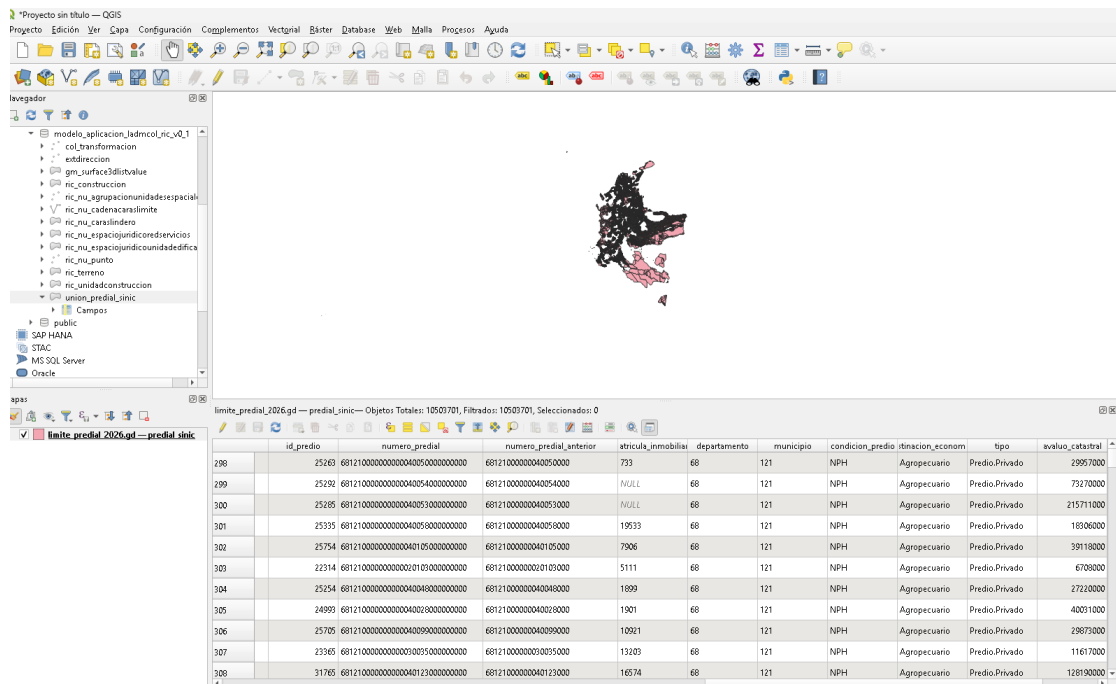 *Proyecto sin título — QGIS
Proyecto Edición Ver Capa Configuración Complementos Vectorial Ráster Database Web Malla Procesos Ayuda
abc abc ab abc
Navegador
modelo_aplicacion_ladmcol_ric_v0_1
col_transformacion
extdireccion
gm_surface3dlistvalue
ric_construccion
ric_nu_agrupacionunidadesespaciale
ric_nu_cadenacaraslimite
ric_nu_caraslindero
ric_nu_espaciojuridicoredservicios
ric_nu_espaciojuridicounidadedifica
ric_nu_punto
ric_terreno
ric_unidadconstruccion
union_predial_sinic
Campos
public
SAP HANA
STAC
MS SQL Server
Oracle
apas
limite_predial_2026.gd — predial_sinic
limite_predial_2026.gd — predial_sinic— Objetos Totales: 10503701, Filtrados: 10503701, Seleccionados: 0
id_predio numero_predial numero_predial_anterior atricula_inmobiliar departamento municipio condicion_predio stinacion_econom tipo avaluo_catastral
298 25263 681210000000000040050000000000 68121000000040050000 733 68 121 NPH Agropecuario Predio.Privado 29957000
299 25292 681210000000000040054000000000 68121000000040054000 NULL 68 121 NPH Agropecuario Predio.Privado 73270000
300 25285 681210000000000040053000000000 68121000000040053000 NULL 68 121 NPH Agropecuario Predio.Privado 215711000
301 25335 681210000000000040058000000000 68121000000040058000 19533 68 121 NPH Agropecuario Predio.Privado 18306000
302 25754 681210000000000040105000000000 68121000000040105000 7906 68 121 NPH Agropecuario Predio.Privado 39118000
303 22314 681210000000000020103000000000 68121000000020103000 5111 68 121 NPH Agropecuario Predio.Privado 6708000
304 25254 681210000000000040048000000000 68121000000040048000 1899 68 121 NPH Agropecuario Predio.Privado 27220000
305 24993 681210000000000040028000000000 68121000000040028000 1901 68 121 NPH Agropecuario Predio.Privado 40031000
306 25705 681210000000000040099000000000 68121000000040099000 10921 68 121 NPH Agropecuario Predio.Privado 29873000
307 23365 681210000000000030035000000000 68121000000030035000 13203 68 121 NPH Agropecuario Predio.Privado 11617000
308 31765 681210000000000040123000000000 68121000000040123000 16574 68 121 NPH Agropecuario Predio.Privado 128190000